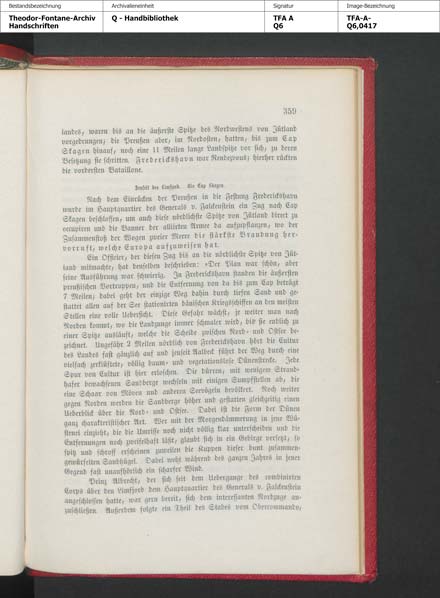 Bestandsbezeichnung
Archivalieneinheit
Signatur
Image-Bezeichnung
Theodor-Fontane-Archiv
Handschriften
Q - Handbibliothek
TFA A
Q6
TFA-A-
Q6,0417
359
landes, waren bis an die äußerste Spitze des Nordwestens von Jütland
vorgedrungen; die Preußen aber, im Nordosten, hatten, bis zum Cap
Skagen hinauf, noch eine 11 Meilen lange Landspitze vor sich, zu deren
Besetzung sie schritten. Frederikshavn war Rendezvous; hierher rückten
die vordersten Bataillone.
Jenseit des Limfjord. Bis Cap Skagen.
Nach dem Einrücken der Preußen in die Festung Frederikshavn
wurde im Hauptquartier des Generals v. Falckenstein ein Zug nach Cap
Skagen beschlossen, um auch diese nördlichste Spitze von Jütland direct zu
occupiren und die Banner der alliirten Armee da aufzupflanzen, wo der
Zusammenstoß der Wogen zweier Meere die stärkste Brandung her-
vorruft, welche Europa aufzuweisen hat.
Ein Offizier, der diesen Zug bis an die nördlichste Spitze von Jüt-
land mitmachte, hat denselben beschrieben: »Der Plan war schön, aber
seine Ausführung war schwierig. In Frederikshavn standen die äußersten
preußischen Vortruppen, und die Entfernung von da bis zum Cap beträgt
7 Meilen; dabei geht der einzige Weg dahin durch tiefen Sand und ge-
stattet allen auf der See stationirten dänischen Kriegsschiffen an den meisten
Stellen eine volle Uebersicht. Diese Gefahr wächst, je weiter man nach
Norden kommt, wo die Landzunge immer schmaler wird, bis sie endlich zu
einer Spitze ausläuft, welche die Scheide zwischen Nord- und Ostsee be-
zeichnet. Ungefähr 2 Meilen nördlich von Frederikshavn hört die Cultur
des Landes fast gänzlich auf und jenseit Albeck führt der Weg durch eine
vielfach zerklüftete, völlig baum- und vegetationslose Dünenstrecke. Jede
Spur von Cultur ist hier erloschen. Die dürren, mit wenigem Strand-
hafer bewachsenen Sandberge wechseln mit einigen Sumpfstellen ab, die
eine Schaar von Möven und anderen Seevögeln bevölkert. Noch weiter
gegen Norden werden die Sandberge höher und gestatten gleichzeitig einen
Ueberblick über die Nord- und Ostsee. Dabei ist die Form der Dünen
ganz charakteristischer Art. Wer mit der Morgendämmerung in jene Wü-
stenei einzieht, die die Umrisse noch nicht völlig klar unterscheiden und die
Entfernungen noch zweifelhaft läßt, glaubt sich in ein Gebirge versetzt, so
spitz und schroff erscheinen zuweilen die Kuppen dieser bunt zusammen-
gewürfelten Sandhügel. Dabei weht während des ganzen Jahres in jener
Gegend fast unaufhörlich ein scharfer Wind.
Prinz Albrecht, der sich seit dem Uebergange des combinirten
Corps über den Limfjord dem Hauptquartier des Generals v. Falckenstein
angeschlossen hatte, war gern bereit, sich dem interessanten Nordzuge an-
zuschließen. Außerdem folgte ein Theil des Stabes vom Obercommando,